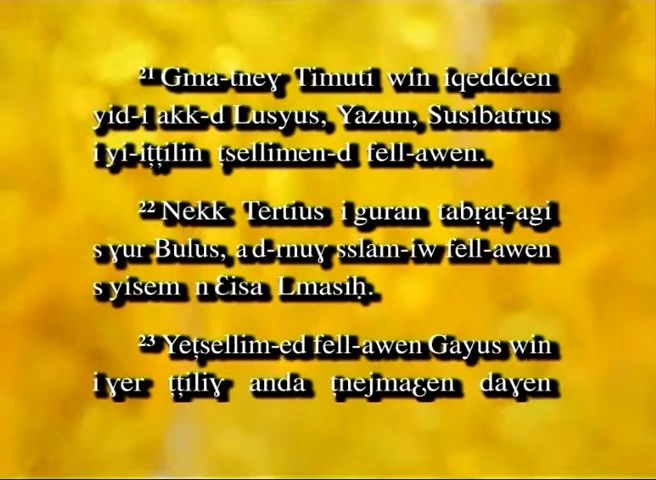 ²¹ Gma-tneɣ Timuti win iqeddcen
yid-i akk-d Lusyus, Yazun, Susibatrus
i yi-iṭṭilin ṭsellimen-d fell-awen.
²² Nekk Tertius i guran tabṛaṭ-agi
s ɣur Bulus, a d-rnuɣ sslam-iw fell-awen
s yisem n Ɛisa Lmasiḥ.
²³ Yeṭsellim-ed fell-awen Gayus win
i ɣer ṭṭiliɣ anda ṭnejmaɛen daɣen